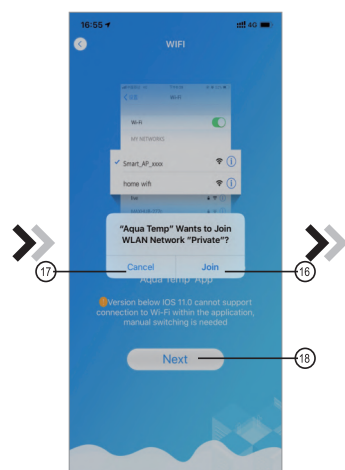 16:55
4G
WIFI
Wi-Fi
Wi-Fi
MY NETWORKS
Smart_AP_xxxx
home wifi
"Aqua Temp" Wants to Join
WLAN Network "Private"?
Cancel
Join
17
16
Aqua Temp App
Version below IOS 11.0 cannot support
connection to Wi-Fi within the application,
manual switching is needed
Next
18